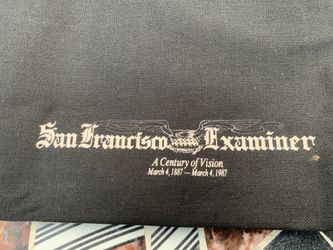 San Francisco Examiner
A Century of Vision
March 4, 1887 — March 4, 1987